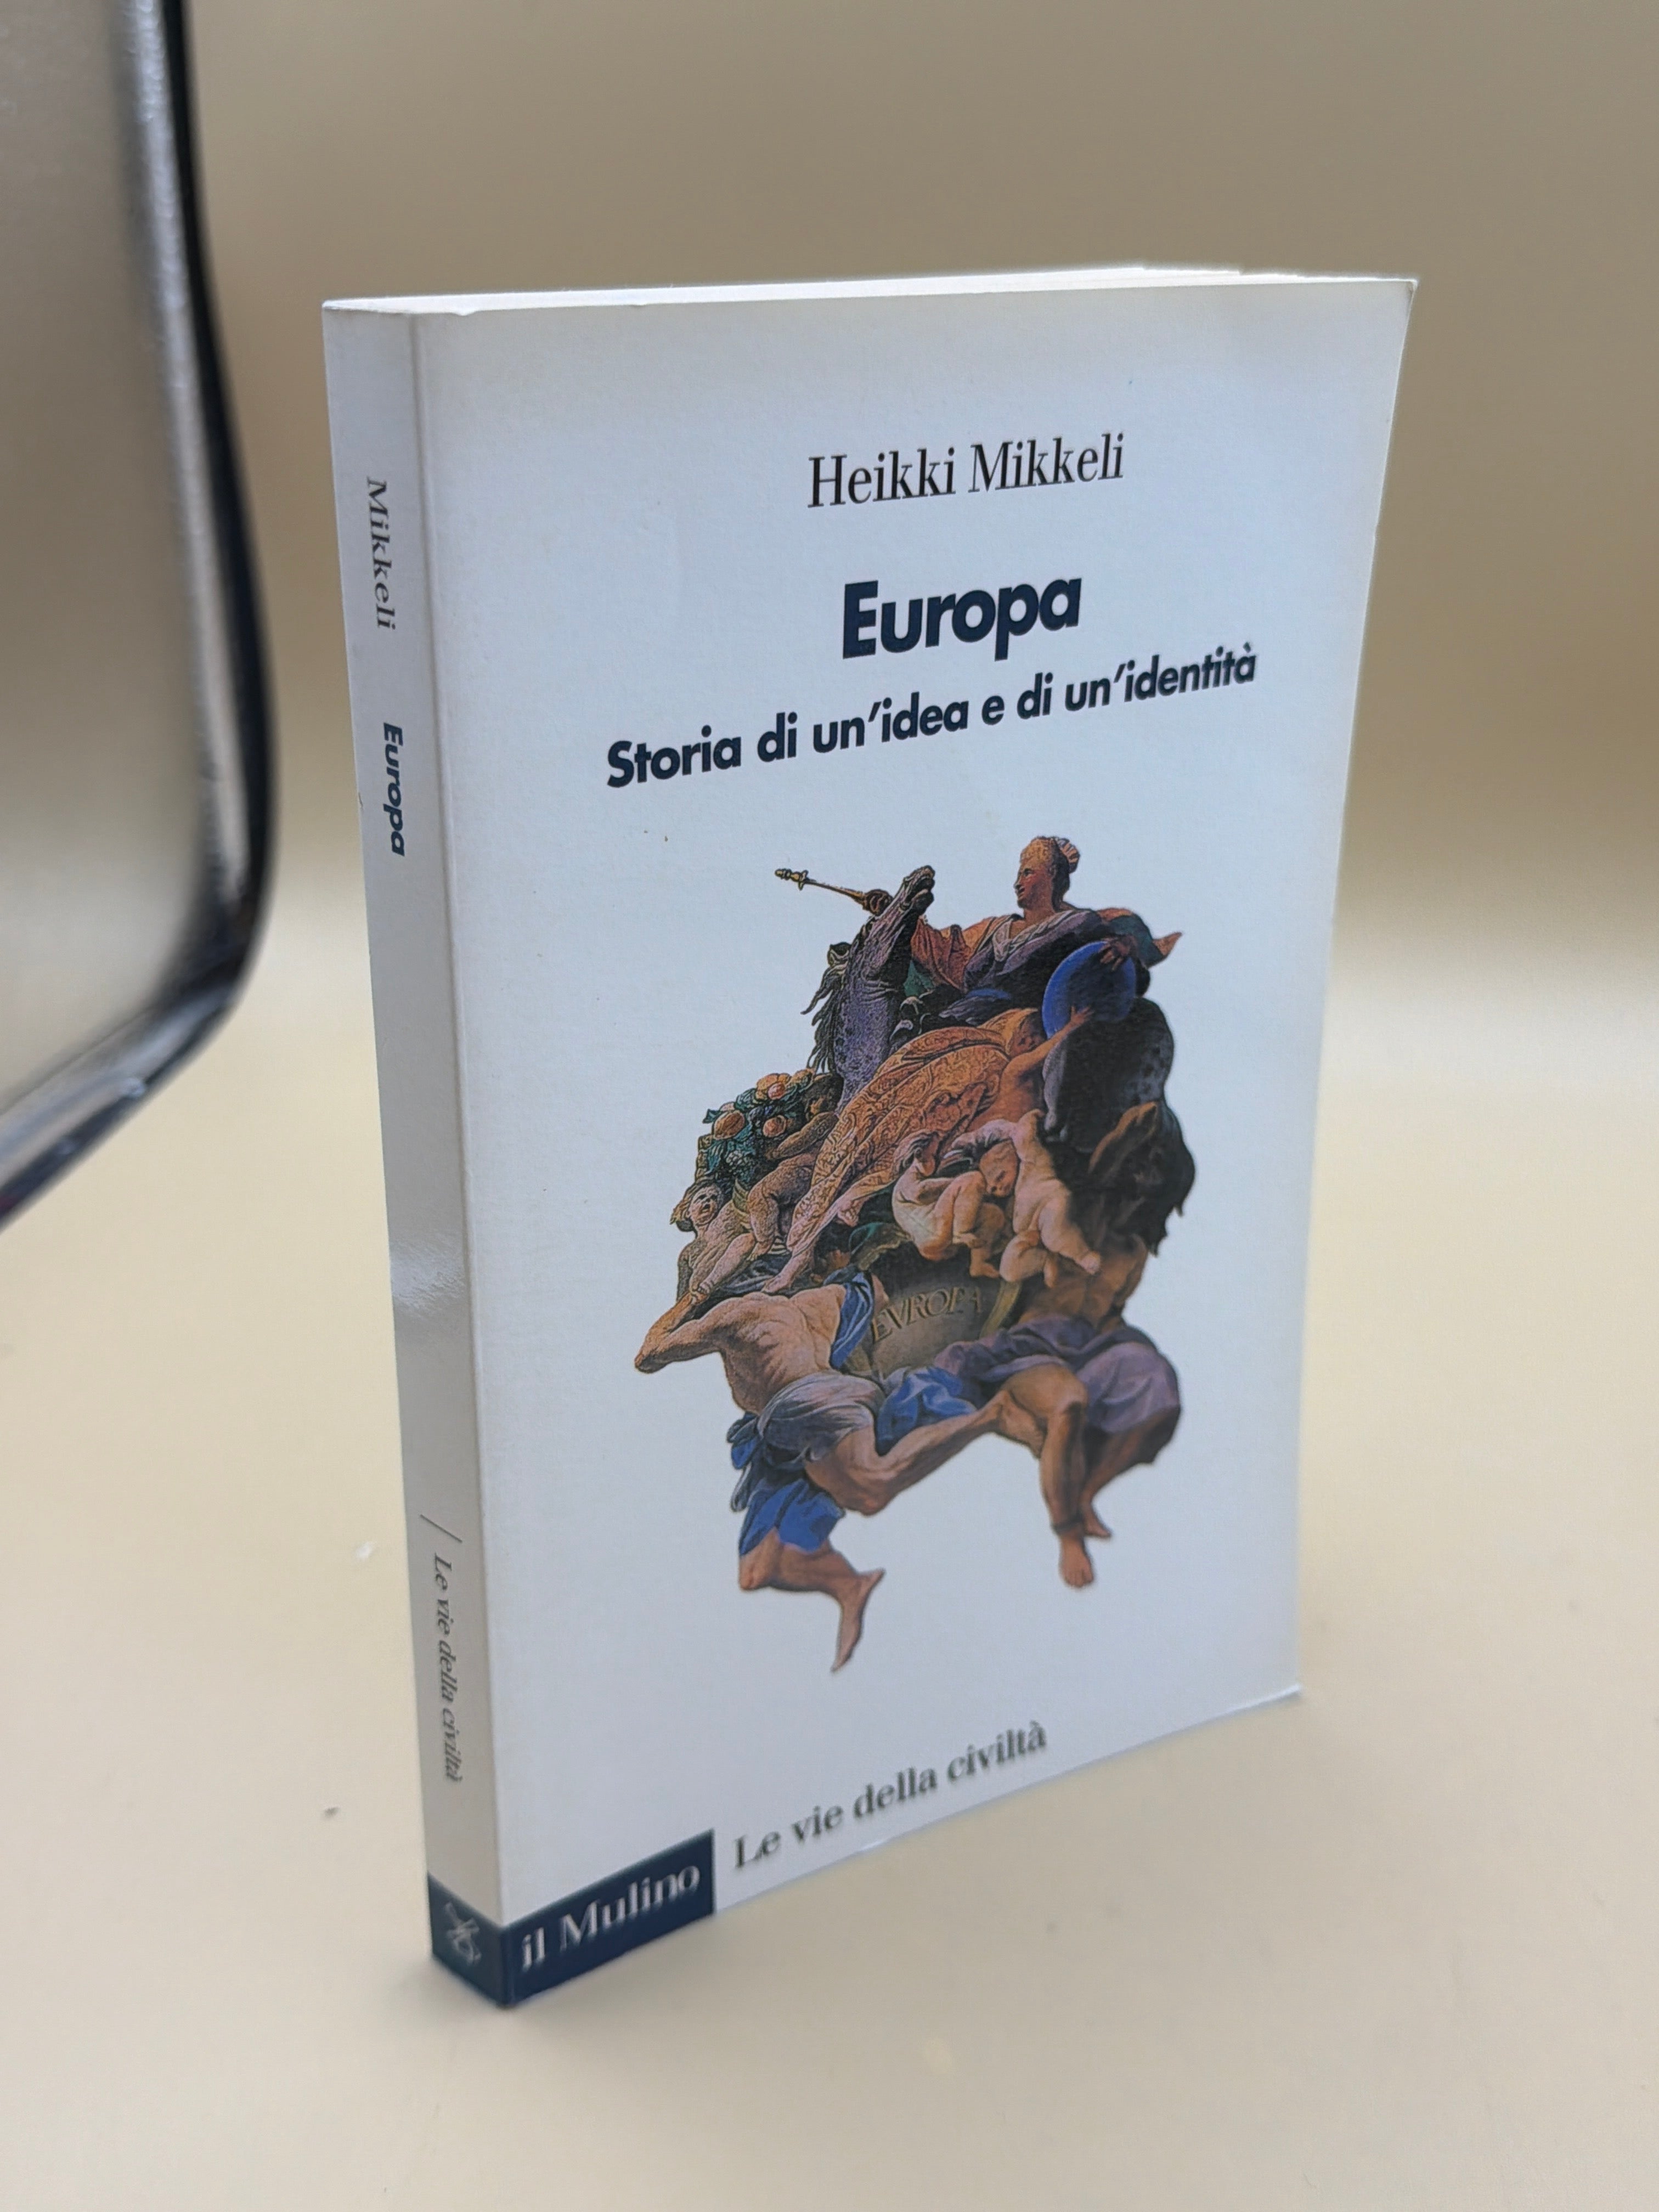 Heikki Mikkeli
Europa
Storia di un'idea e di un'identità
EVROPA
il Mulino
Le vie della civiltà
Mikkeli Europa / Le vie della civiltà